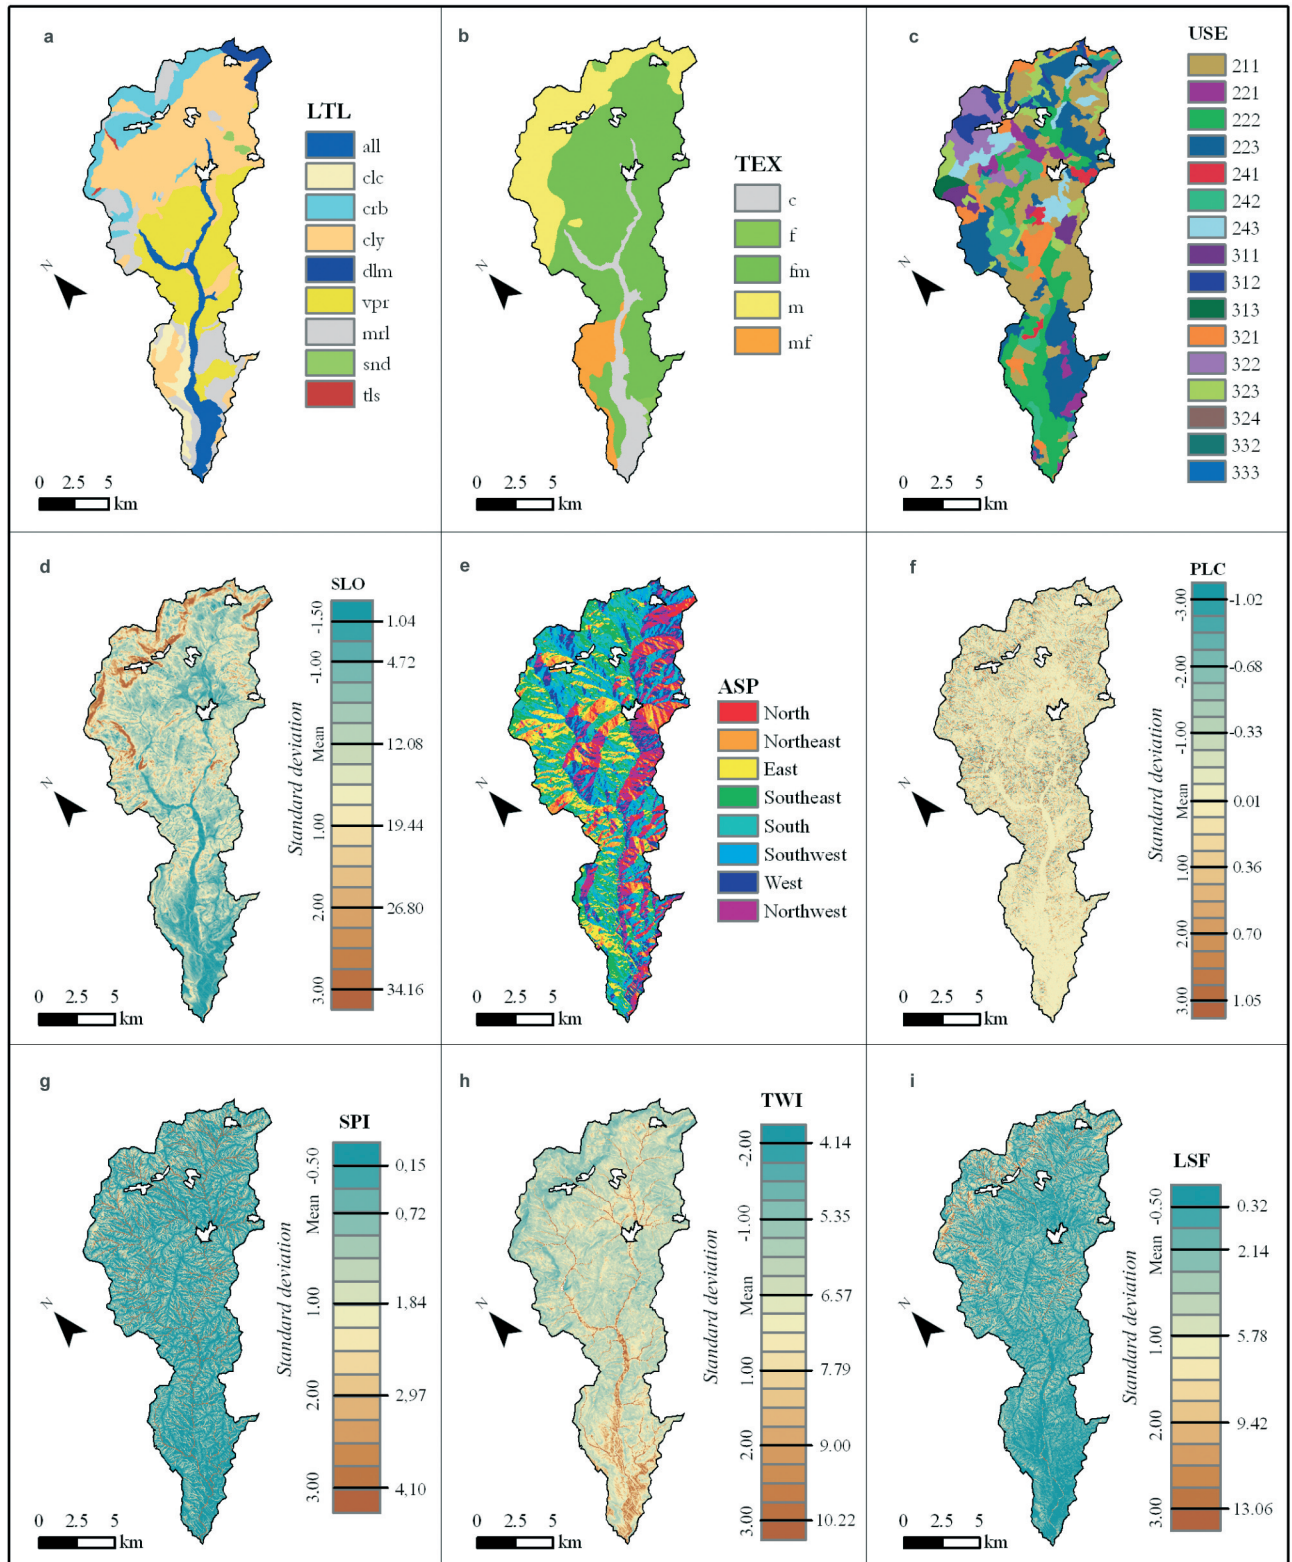 a
LTL
all
clc
crb
cly
dlm
vpr
mrl
snd
tls
N
0 2.5 5
km
b
TEX
c
f
fm
m
mf
N
0 2.5 5
km
c
USE
211
221
222
223
241
242
243
311
312
313
321
322
323
324
332
333
N
0 2.5 5
km
d
SLO
Standard deviation
-1.50 1.04
-1.00 4.72
Mean 12.08
1.00 19.44
2.00 26.80
3.00 34.16
N
0 2.5 5
km
e
ASP
North
Northeast
East
Southeast
South
Southwest
West
Northwest
N
0 2.5 5
km
f
PLC
Standard deviation
-3.00 -1.02
-2.00 -0.68
-1.00 -0.33
Mean 0.01
1.00 0.36
2.00 0.70
3.00 1.05
N
0 2.5 5
km
g
SPI
Standard deviation
-0.50 0.15
Mean 0.72
1.00 1.84
2.00 2.97
3.00 4.10
N
0 2.5 5
km
h
TWI
Standard deviation
-2.00 4.14
-1.00 5.35
Mean 6.57
1.00 7.79
2.00 9.00
3.00 10.22
N
0 2.5 5
km
i
LSF
Standard deviation
-0.50 0.32
Mean 2.14
1.00 5.78
2.00 9.42
3.00 13.06
N
0 2.5 5
km